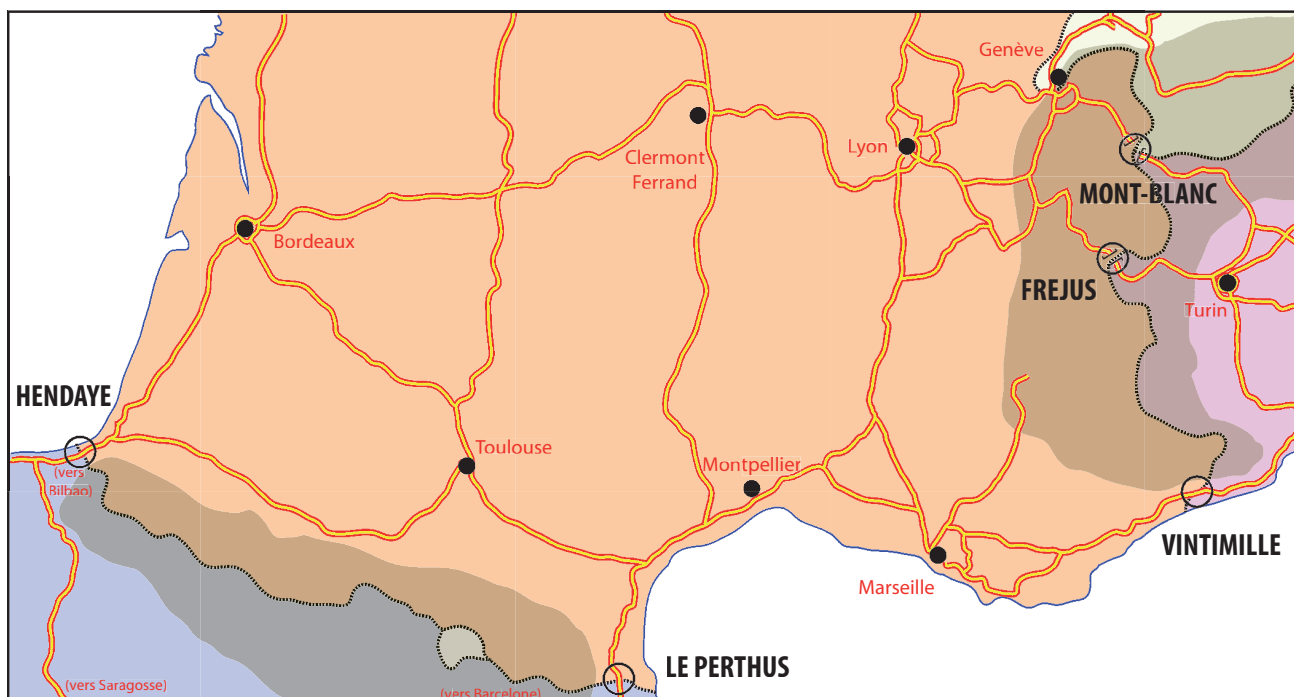 Genève
Clermont
Ferrand
Lyon
MONT-BLANC
Bordeaux
FREJUS
Turin
HENDAYE
Toulouse
Montpellier
(vers
Bilbao)
VINTIMILLE
Marseille
LE PERTHUS
(vers Saragosse)
(vers Barcelone)